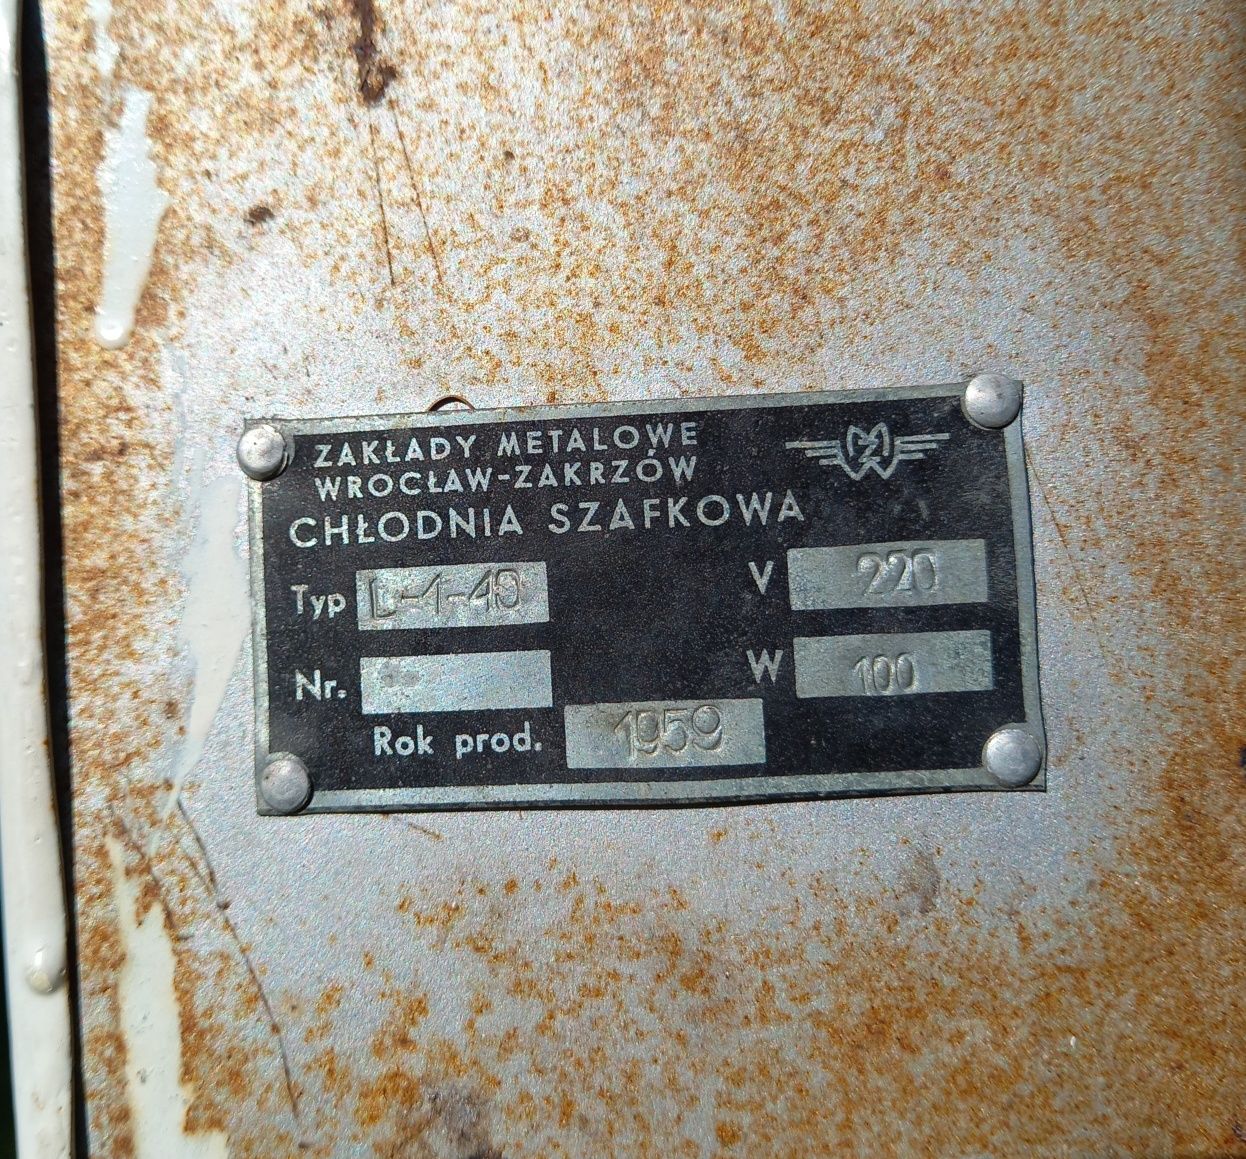 ZAKŁADY METALOWE
WROCŁAW-ZAKRZÓW
CHŁODNIA SZAFKOWA
Typ L-1-40 V 220
Nr. W 100
Rok prod. 1959